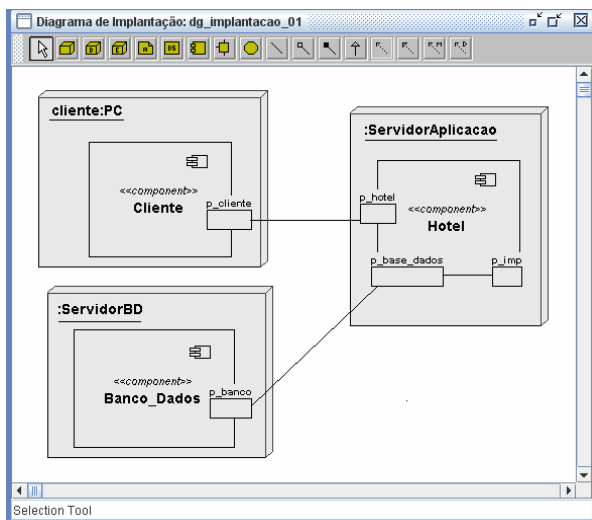 Diagrama de Implantação: dg_implantacao_01
cliente:PC
<<component>>
Cliente
p_cliente
:ServidorAplicacao
p_hotel
<<component>>
Hotel
p_base_dados
p_imp
:ServidorBD
<<component>>
Banco_Dados
p_banco
Selection Tool